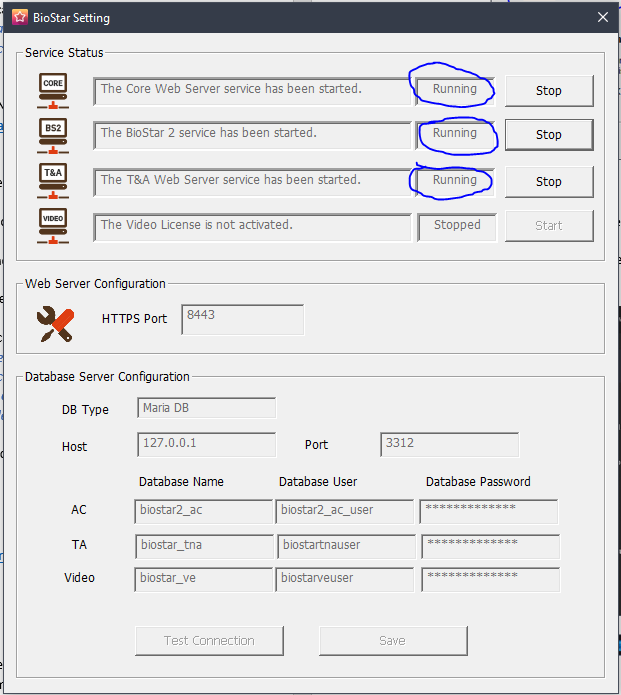 BioStar Setting
Service Status
CORE The Core Web Server service has been started. Running Stop
BS2 The BioStar 2 service has been started. Running Stop
T&A The T&A Web Server service has been started. Running Stop
VIDEO The Video License is not activated. Stopped Start
Web Server Configuration
HTTPS Port 8443
Database Server Configuration
DB Type Maria DB
Host 127.0.0.1 Port 3312
Database Name Database User Database Password
AC biostar2_ac biostar2_ac_user *************
TA biostar_tna biostartnauser *************
Video biostar_ve biostarveuser *************
Test Connection Save